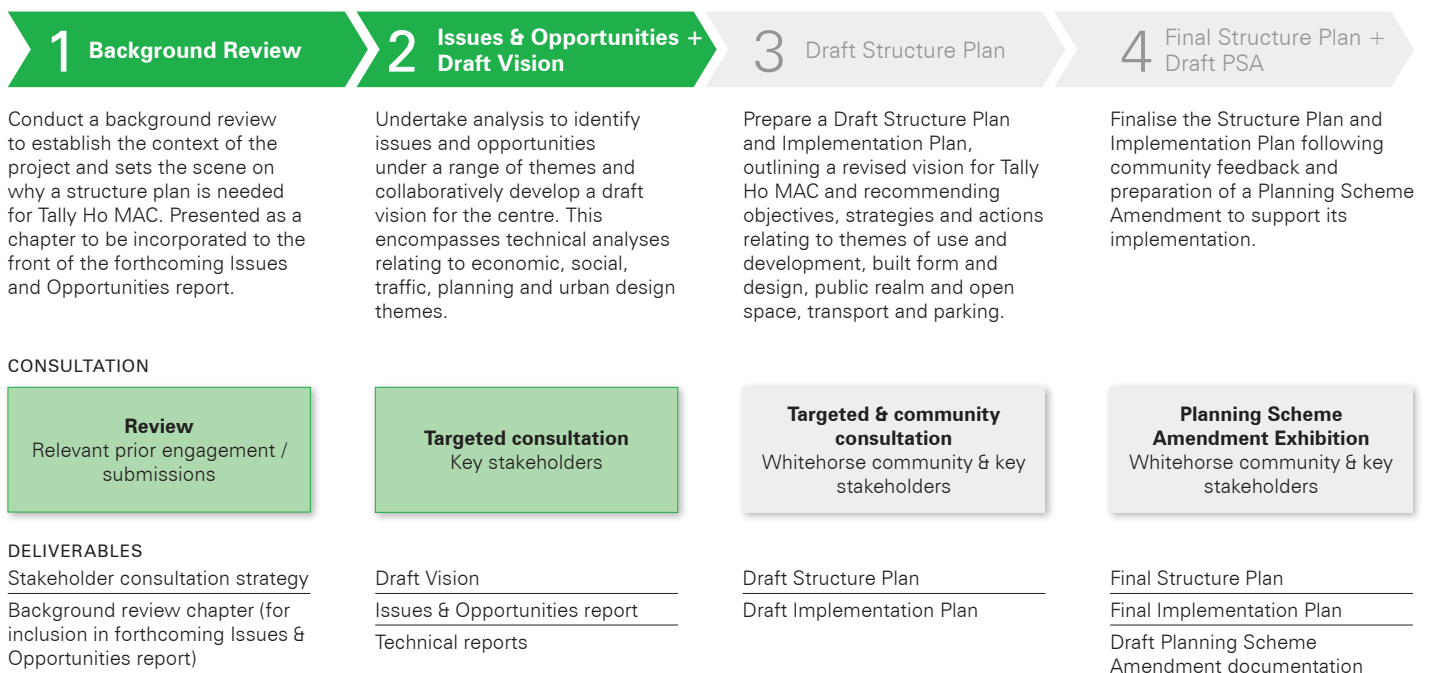 1 Background Review
2 Issues & Opportunities +
Draft Vision
3 Draft Structure Plan
4 Final Structure Plan +
Draft PSA
Conduct a background review
to establish the context of the
project and sets the scene on
why a structure plan is needed
for Tally Ho MAC. Presented as a
chapter to be incorporated to the
front of the forthcoming Issues
and Opportunities report.
Undertake analysis to identify
issues and opportunities
under a range of themes and
collaboratively develop a draft
vision for the centre. This
encompasses technical analyses
relating to economic, social,
traffic, planning and urban design
themes.
Prepare a Draft Structure Plan
and Implementation Plan,
outlining a revised vision for Tally
Ho MAC and recommending
objectives, strategies and actions
relating to themes of use and
development, built form and
design, public realm and open
space, transport and parking.
Finalise the Structure Plan and
Implementation Plan following
community feedback and
preparation of a Planning Scheme
Amendment to support its
implementation.
CONSULTATION
Review
Relevant prior engagement /
submissions
Targeted consultation
Key stakeholders
Targeted & community
consultation
Whitehorse community & key
stakeholders
Planning Scheme
Amendment Exhibition
Whitehorse community & key
stakeholders
DELIVERABLES
Stakeholder consultation strategy
Background review chapter (for
inclusion in forthcoming Issues &
Opportunities report)
Draft Vision
Issues & Opportunities report
Technical reports
Draft Structure Plan
Draft Implementation Plan
Final Structure Plan
Final Implementation Plan
Draft Planning Scheme
Amendment documentation